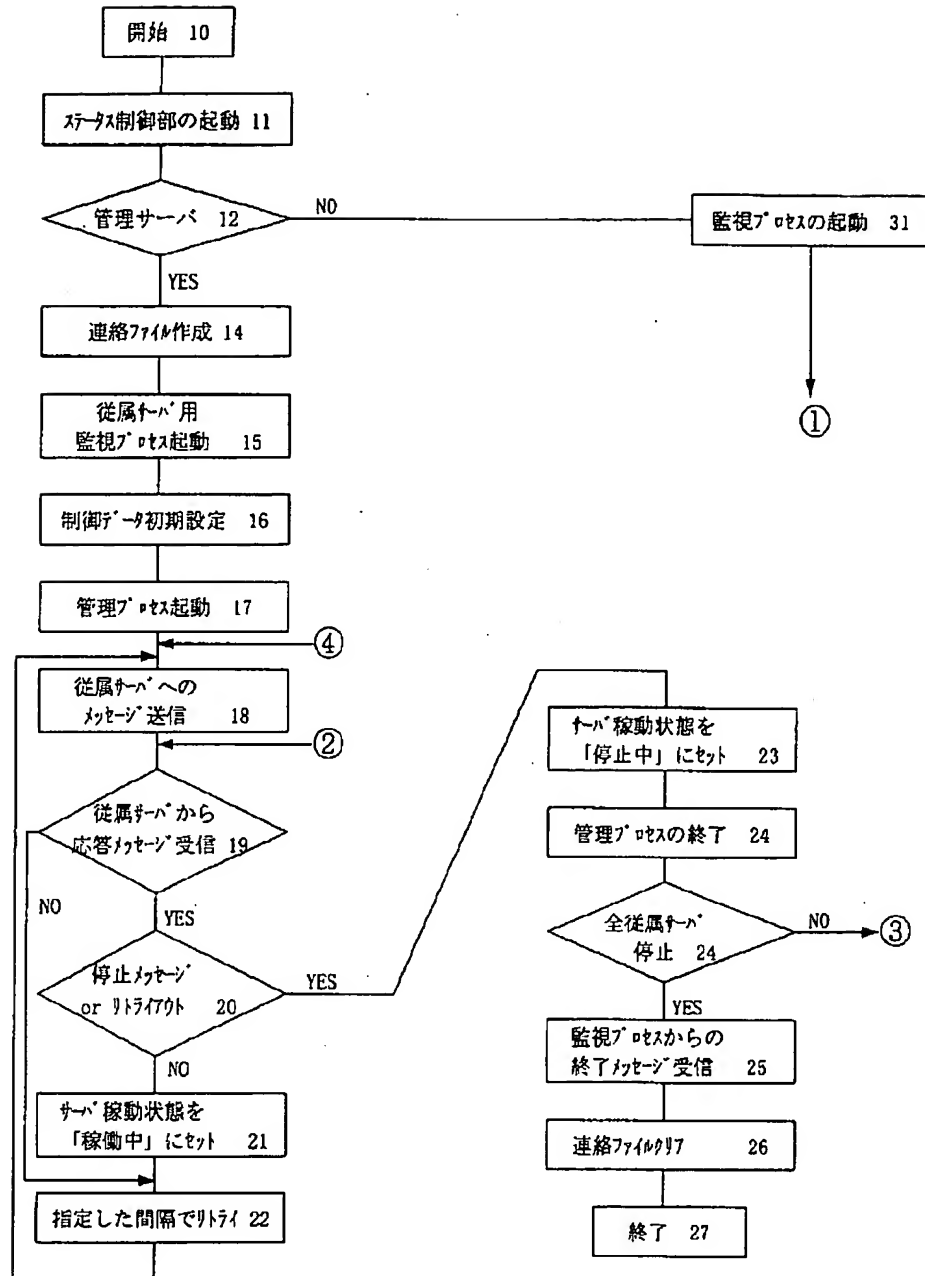 開始 10
ステータス制御部の起動 11
管理サーバ 12
NO
監視プロセスの起動 31
YES
連絡ファイル作成 14
①
従属サーバ用
監視プロセス起動 15
制御データ初期設定 16
管理プロセス起動 17
④
従属サーバへの
メッセージ送信 18
②
従属サーバから
応答メッセージ受信 19
NO
YES
停止メッセージ
or リトライアウト 20
YES
NO
サーバ稼動状態を
「稼働中」にセット 21
指定した間隔でリトライ 22
サーバ稼動状態を
「停止中」にセット 23
管理プロセスの終了 24
全従属サーバ
停止 24
NO
③
YES
監視プロセスからの
終了メッセージ受信 25
連絡ファイルクリア 26
終了 27